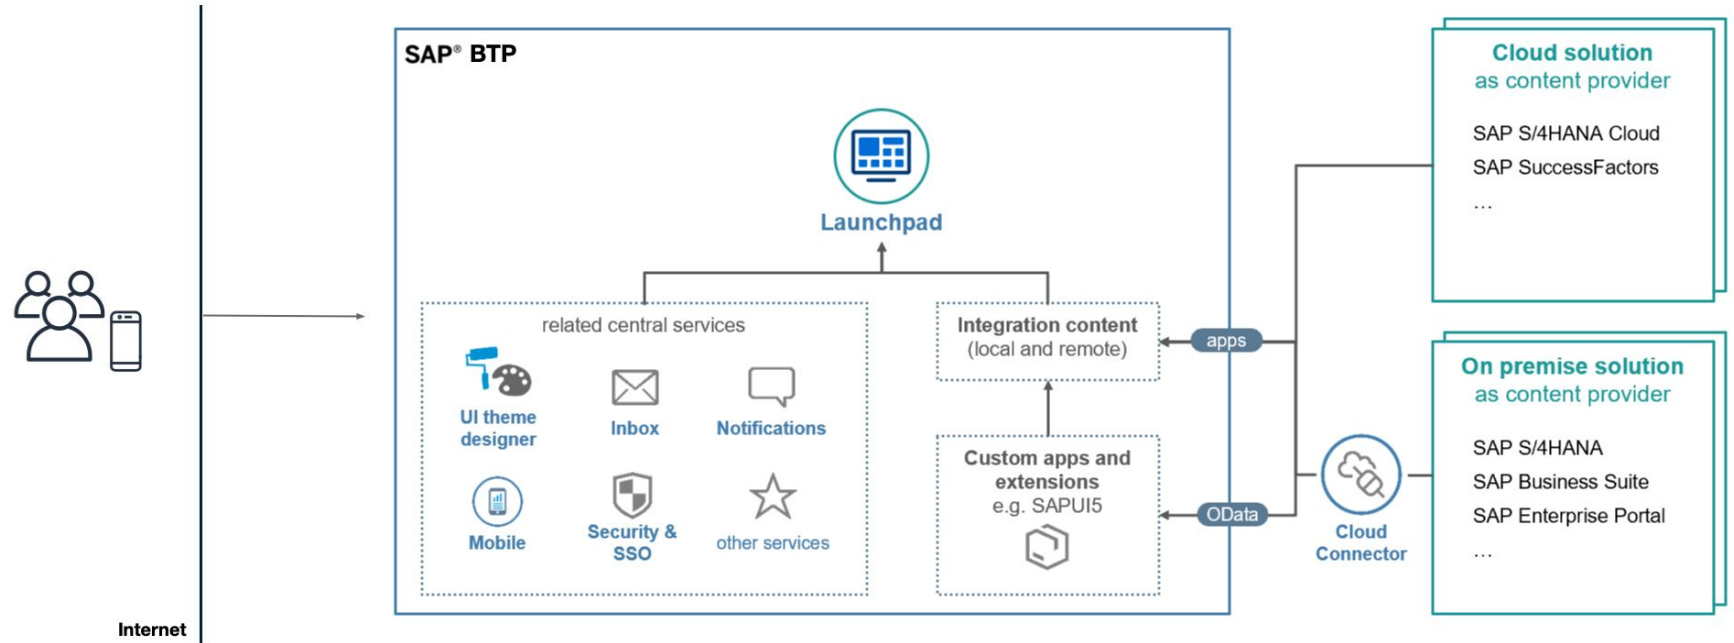 SAP® BTP
Launchpad
related central services
UI theme
designer
Inbox
Notifications
Mobile
Security &
SSO
other services
Integration content
(local and remote)
Custom apps and
extensions
e.g. SAPUI5
apps
OData
Cloud
Connector
Cloud solution
as content provider
SAP S/4HANA Cloud
SAP SuccessFactors
...
On premise solution
as content provider
SAP S/4HANA
SAP Business Suite
SAP Enterprise Portal
...
Internet